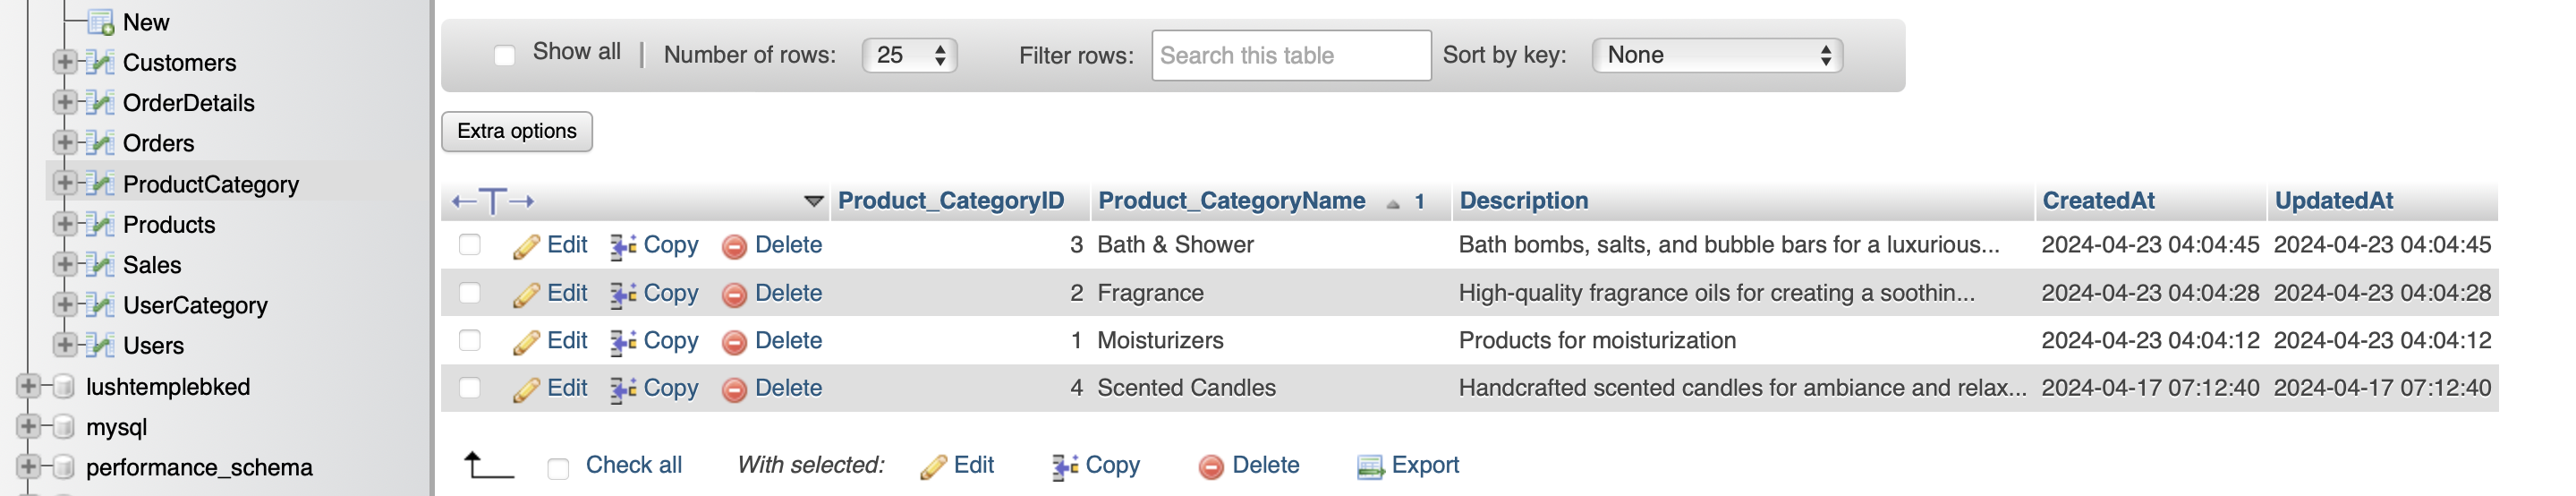 New
Customers
OrderDetails
Orders
ProductCategory
Products
Sales
UserCategory
Users
lushtemplebked
mysql
performance_schema
Show all | Number of rows: 25 Filter rows: Search this table Sort by key: None
Extra options
Product_CategoryID Product_CategoryName 1 Description CreatedAt UpdatedAt
Edit Copy Delete 3 Bath & Shower Bath bombs, salts, and bubble bars for a luxurious... 2024-04-23 04:04:45 2024-04-23 04:04:45
Edit Copy Delete 2 Fragrance High-quality fragrance oils for creating a soothin... 2024-04-23 04:04:28 2024-04-23 04:04:28
Edit Copy Delete 1 Moisturizers Products for moisturization 2024-04-23 04:04:12 2024-04-23 04:04:12
Edit Copy Delete 4 Scented Candles Handcrafted scented candles for ambiance and relax... 2024-04-17 07:12:40 2024-04-17 07:12:40
Check all With selected: Edit Copy Delete Export